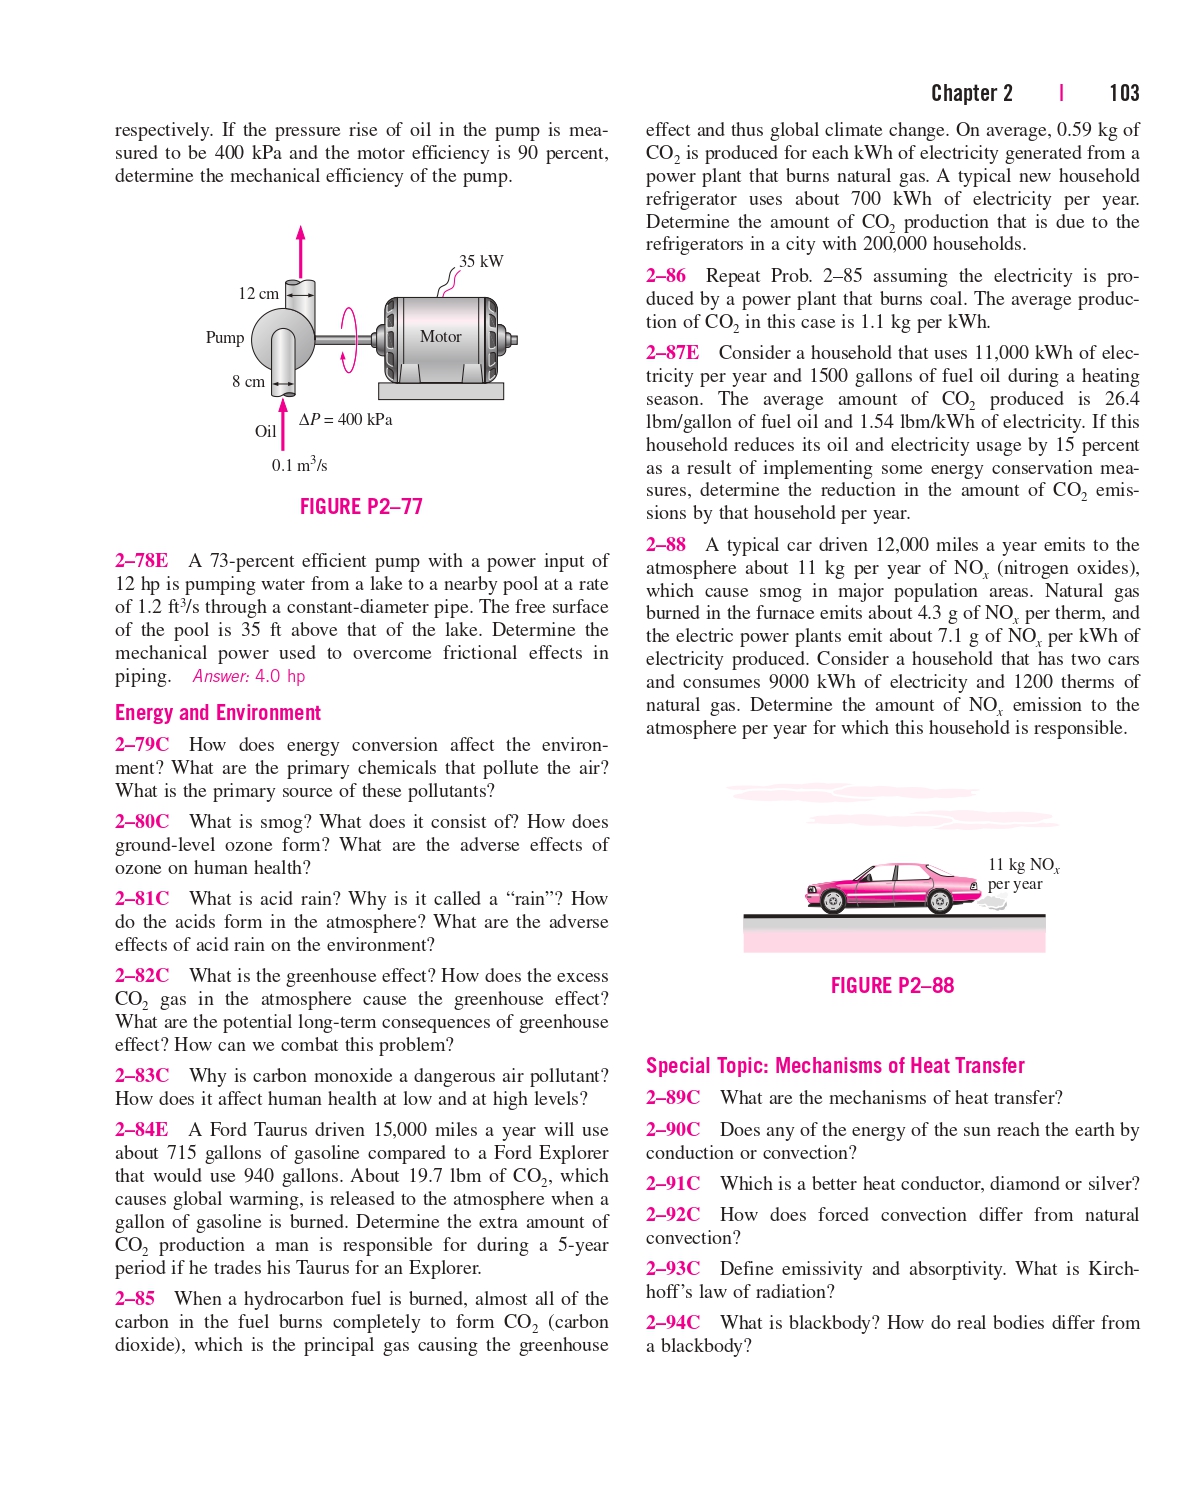 Chapter 2 | 103
respectively. If the pressure rise of oil in the pump is mea-
sured to be 400 kPa and the motor efficiency is 90 percent,
determine the mechanical efficiency of the pump.
35 kW
12 cm
Pump
Motor
8 cm
ΔP = 400 kPa
Oil
0.1 m³/s
FIGURE P2–77
2–78E A 73-percent efficient pump with a power input of
12 hp is pumping water from a lake to a nearby pool at a rate
of 1.2 ft³/s through a constant-diameter pipe. The free surface
of the pool is 35 ft above that of the lake. Determine the
mechanical power used to overcome frictional effects in
piping. Answer: 4.0 hp
Energy and Environment
2–79C How does energy conversion affect the environ-
ment? What are the primary chemicals that pollute the air?
What is the primary source of these pollutants?
2–80C What is smog? What does it consist of? How does
ground-level ozone form? What are the adverse effects of
ozone on human health?
2–81C What is acid rain? Why is it called a “rain”? How
do the acids form in the atmosphere? What are the adverse
effects of acid rain on the environment?
2–82C What is the greenhouse effect? How does the excess
CO₂ gas in the atmosphere cause the greenhouse effect?
What are the potential long-term consequences of greenhouse
effect? How can we combat this problem?
2–83C Why is carbon monoxide a dangerous air pollutant?
How does it affect human health at low and at high levels?
2–84E A Ford Taurus driven 15,000 miles a year will use
about 715 gallons of gasoline compared to a Ford Explorer
that would use 940 gallons. About 19.7 lbm of CO₂, which
causes global warming, is released to the atmosphere when a
gallon of gasoline is burned. Determine the extra amount of
CO₂ production a man is responsible for during a 5-year
period if he trades his Taurus for an Explorer.
2–85 When a hydrocarbon fuel is burned, almost all of the
carbon in the fuel burns completely to form CO₂ (carbon
dioxide), which is the principal gas causing the greenhouse
effect and thus global climate change. On average, 0.59 kg of
CO₂ is produced for each kWh of electricity generated from a
power plant that burns natural gas. A typical new household
refrigerator uses about 700 kWh of electricity per year.
Determine the amount of CO₂ production that is due to the
refrigerators in a city with 200,000 households.
2–86 Repeat Prob. 2–85 assuming the electricity is pro-
duced by a power plant that burns coal. The average produc-
tion of CO₂ in this case is 1.1 kg per kWh.
2–87E Consider a household that uses 11,000 kWh of elec-
tricity per year and 1500 gallons of fuel oil during a heating
season. The average amount of CO₂ produced is 26.4
lbm/gallon of fuel oil and 1.54 lbm/kWh of electricity. If this
household reduces its oil and electricity usage by 15 percent
as a result of implementing some energy conservation mea-
sures, determine the reduction in the amount of CO₂ emis-
sions by that household per year.
2–88 A typical car driven 12,000 miles a year emits to the
atmosphere about 11 kg per year of NOₓ (nitrogen oxides),
which cause smog in major population areas. Natural gas
burned in the furnace emits about 4.3 g of NOₓ per therm, and
the electric power plants emit about 7.1 g of NOₓ per kWh of
electricity produced. Consider a household that has two cars
and consumes 9000 kWh of electricity and 1200 therms of
natural gas. Determine the amount of NOₓ emission to the
atmosphere per year for which this household is responsible.
11 kg NOₓ
per year
FIGURE P2–88
Special Topic: Mechanisms of Heat Transfer
2–89C What are the mechanisms of heat transfer?
2–90C Does any of the energy of the sun reach the earth by
conduction or convection?
2–91C Which is a better heat conductor, diamond or silver?
2–92C How does forced convection differ from natural
convection?
2–93C Define emissivity and absorptivity. What is Kirch-
hoff’s law of radiation?
2–94C What is blackbody? How do real bodies differ from
a blackbody?